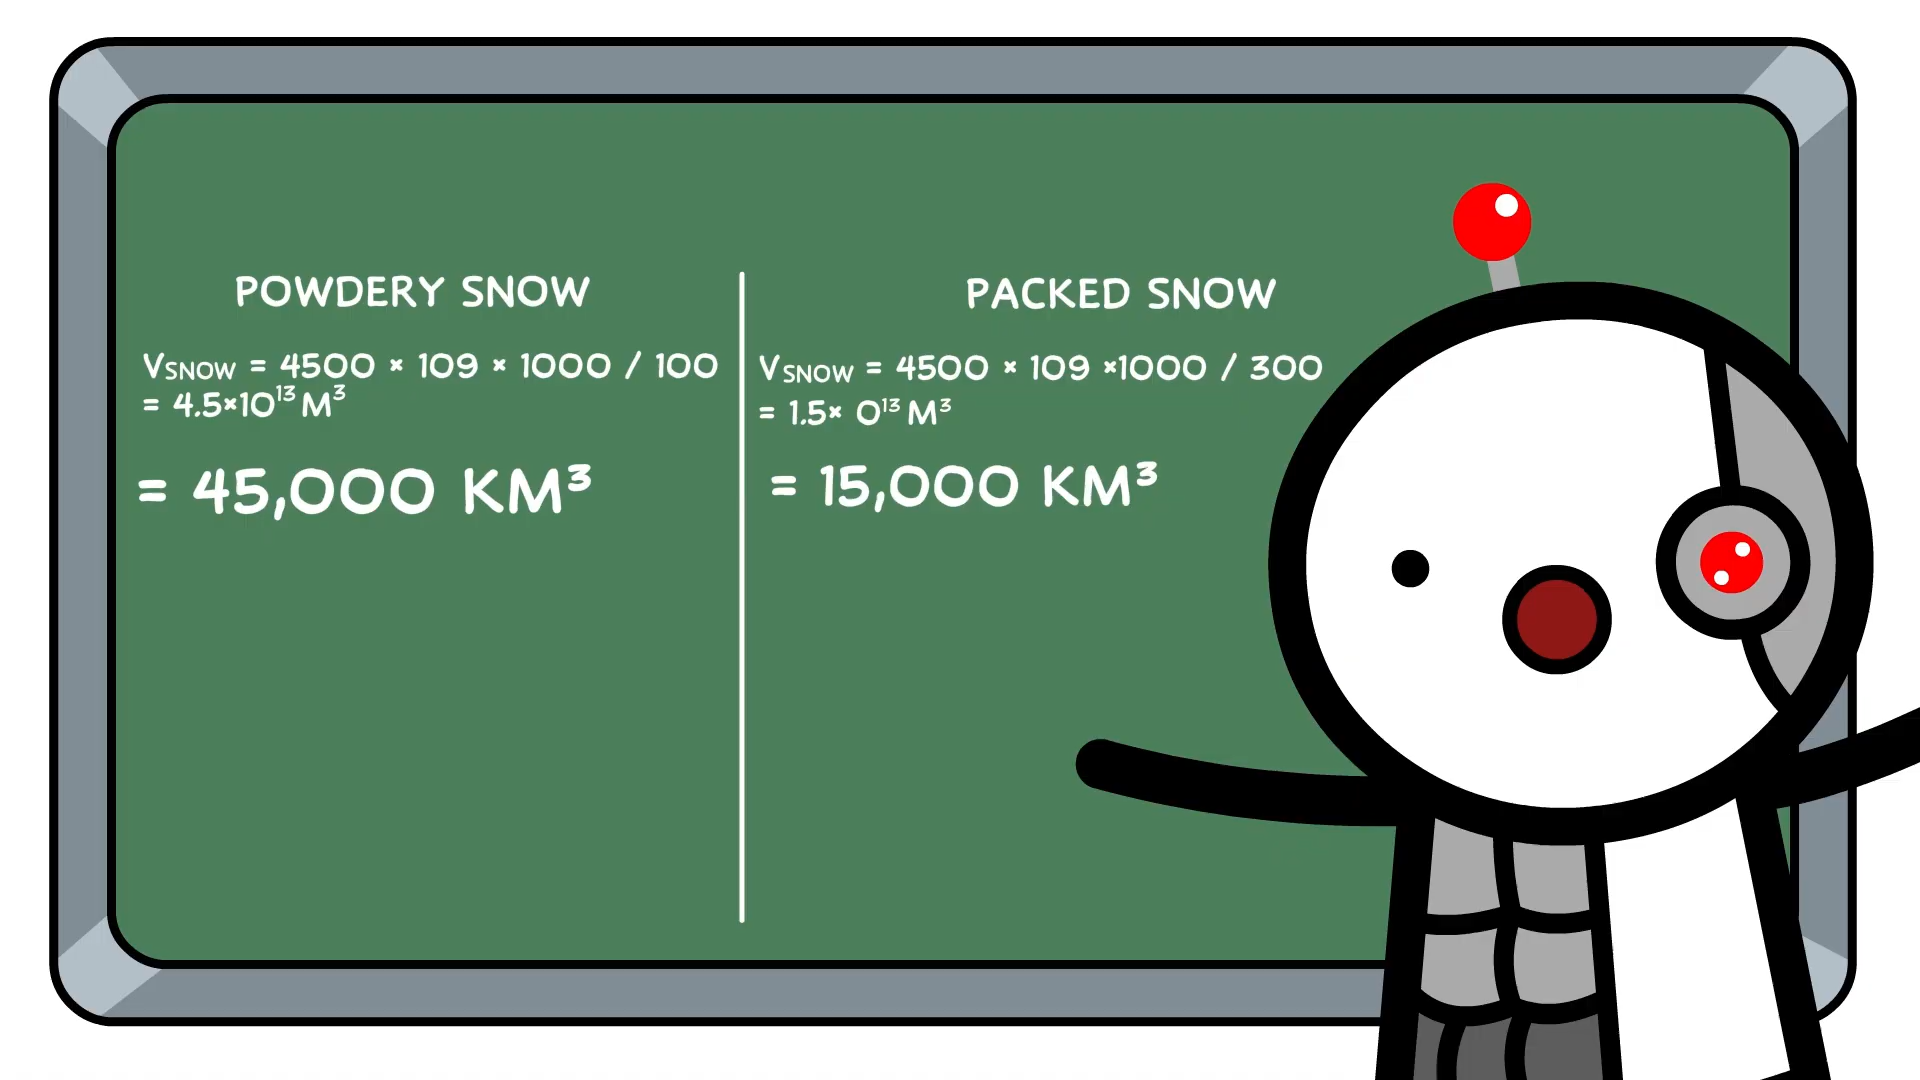 POWDERY SNOW
VSNOW = 4500 × 109 × 1000 / 100
= 4.5×10¹³ M³
= 45,000 KM³
PACKED SNOW
VSNOW = 4500 × 109 ×1000 / 300
= 1.5× 0¹³ M³
= 15,000 KM³